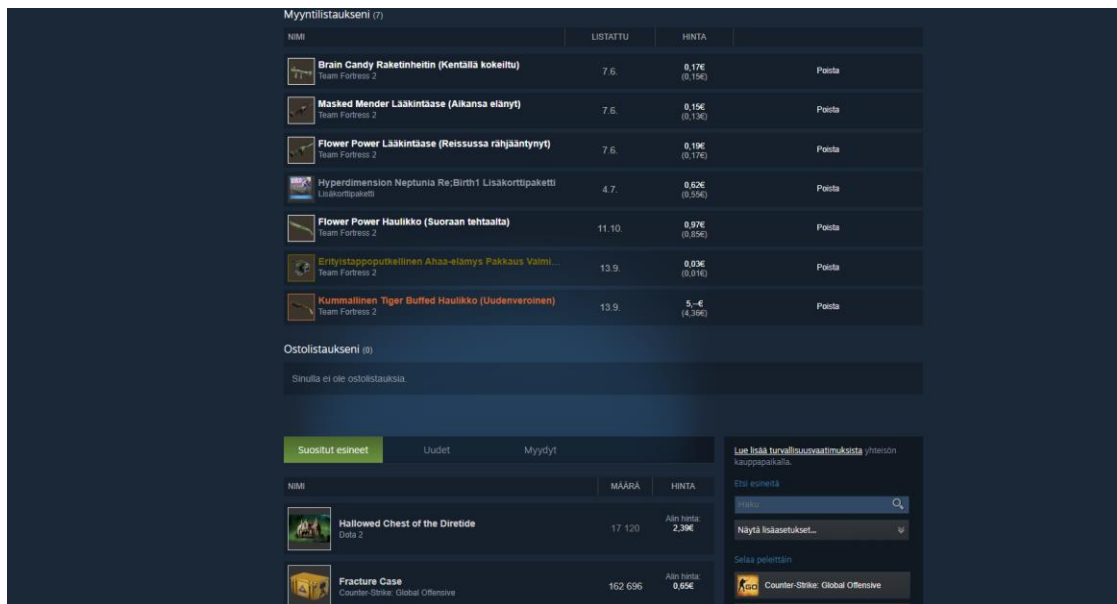 Myyntilistaukseni (7)
NIMI LISTATTU HINTA
Brain Candy Raketinheitin (Kentällä kokeiltu)
Team Fortress 2
7.6.
0,17€
(0,15€)
Poista
Masked Mender Lääkintäase (Aikansa elänyt)
Team Fortress 2
7.6.
0,15€
(0,13€)
Poista
Flower Power Lääkintäase (Reissussa rähjääntynyt)
Team Fortress 2
7.6.
0,19€
(0,17€)
Poista
Hyperdimension Neptunia Re;Birth1 Lisäkorttipaketti
Lisäkorttipaketti
4.7.
0,62€
(0,55€)
Poista
Flower Power Haulikko (Suoraan tehtaalta)
Team Fortress 2
11.10.
0,97€
(0,85€)
Poista
Erityistappoputkellinen Ahaa-elämys Pakkaus Valmi...
Team Fortress 2
13.9.
0,03€
(0,01€)
Poista
Kummallinen Tiger Buffed Haulikko (Uudenveroinen)
Team Fortress 2
13.9.
5,--€
(4,36€)
Poista
Ostolistaukseni (0)
Sinulla ei ole ostolistauksia.
Suositut esineet Uudet Myydyt
NIMI MÄÄRÄ HINTA
Hallowed Chest of the Diretide
Dota 2
17 120
Alin hinta:
2,39€
Fracture Case
Counter-Strike: Global Offensive
162 696
Alin hinta:
0,65€
Lue lisää turvallisuusvaatimuksista yhteisön
kauppapaikalla.
Etsi esineitä
Haku
Näytä lisäasetukset...
Selaa peleittäin
GO
Counter-Strike: Global Offensive